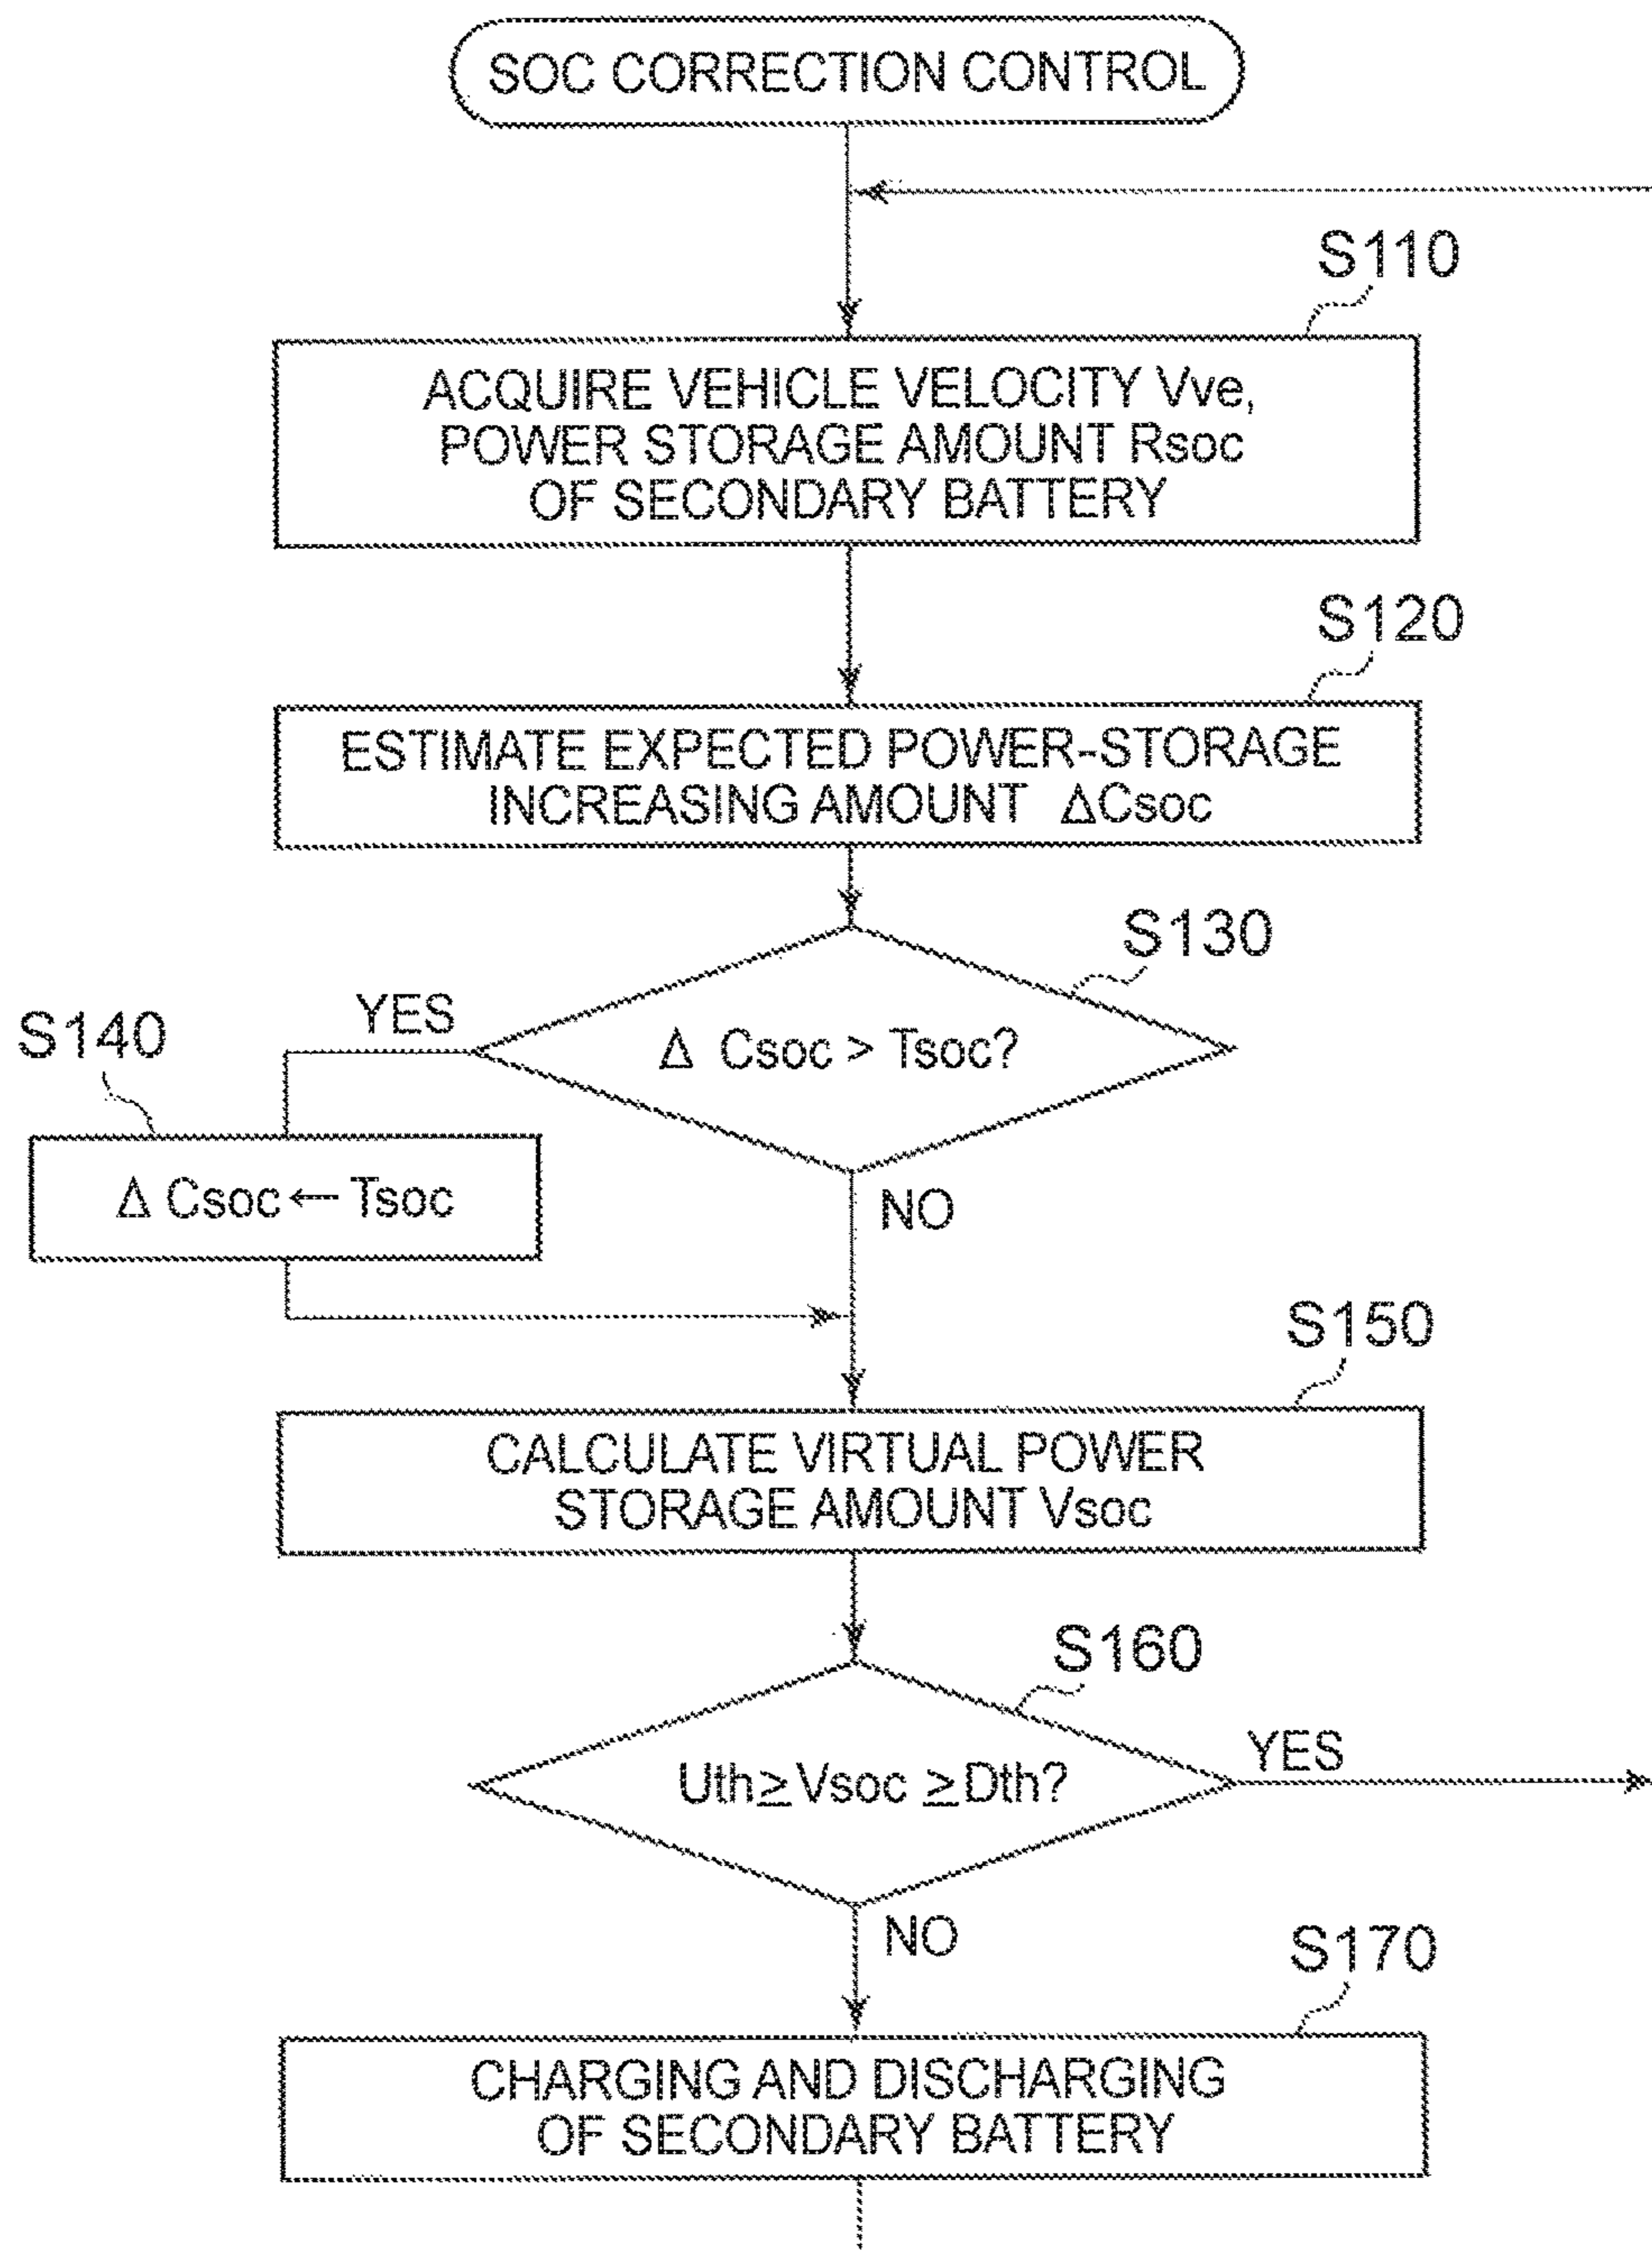 SOC CORRECTION CONTROL
S110
ACQUIRE VEHICLE VELOCITY Vve,
POWER STORAGE AMOUNT Rsoc
OF SECONDARY BATTERY
S120
ESTIMATE EXPECTED POWER-STORAGE
INCREASING AMOUNT ΔCsoc
S130
Δ Csoc > Tsoc?
YES
S140
Δ Csoc ← Tsoc
NO
S150
CALCULATE VIRTUAL POWER
STORAGE AMOUNT Vsoc
S160
Uth≥Vsoc ≥Dth?
YES
NO
S170
CHARGING AND DISCHARGING
OF SECONDARY BATTERY